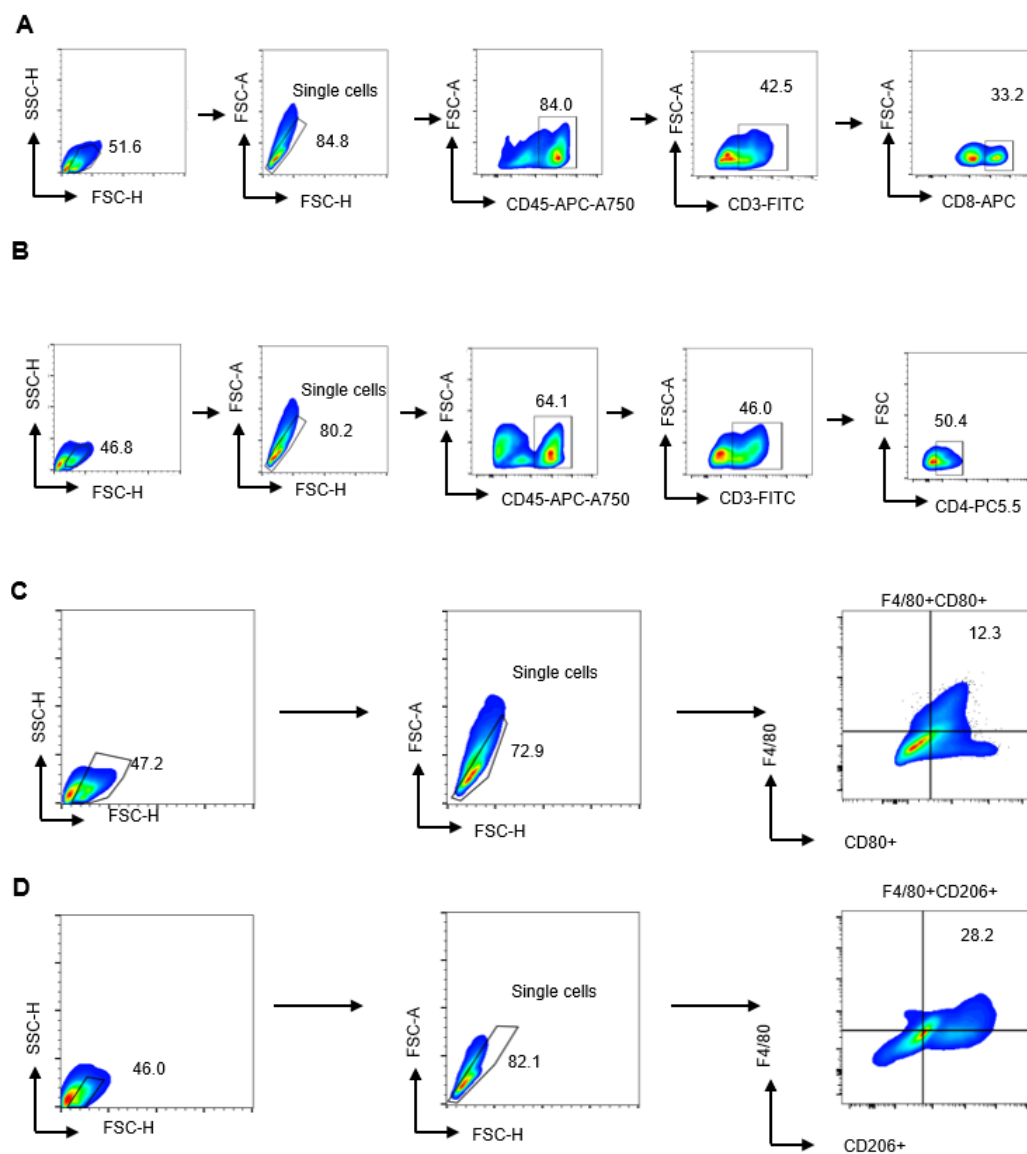 A
SSC-H
51.6
FSC-H
FSC-A
Single cells
84.8
FSC-H
FSC-A
84.0
CD45-APC-A750
FSC-A
42.5
CD3-FITC
FSC-A
33.2
CD8-APC
B
SSC-H
46.8
FSC-H
FSC-A
Single cells
80.2
FSC-H
FSC-A
64.1
CD45-APC-A750
FSC-A
46.0
CD3-FITC
FSC
50.4
CD4-PC5.5
C
SSC-H
47.2
FSC-H
FSC-A
Single cells
72.9
FSC-H
F4/80+CD80+
12.3
F4/80
CD80+
D
SSC-H
46.0
FSC-H
FSC-A
Single cells
82.1
FSC-H
F4/80+CD206+
28.2
F4/80
CD206+